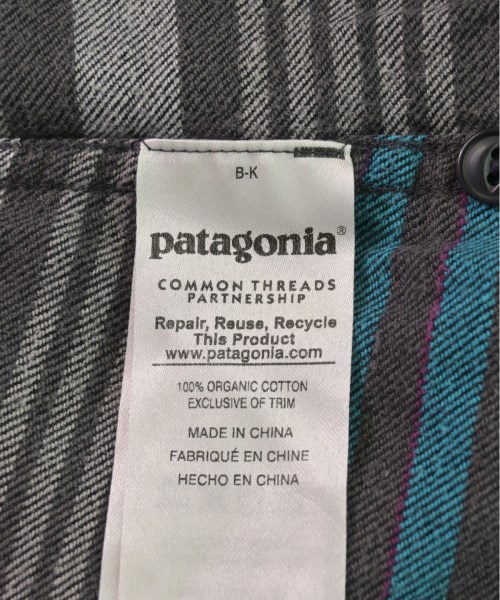 B-K
patagonia®
COMMON THREADS
PARTNERSHIP
Repair, Reuse, Recycle
This Product
www.patagonia.com
100% ORGANIC COTTON
EXCLUSIVE OF TRIM
MADE IN CHINA
FABRIQUÉ EN CHINE
HECHO EN CHINA